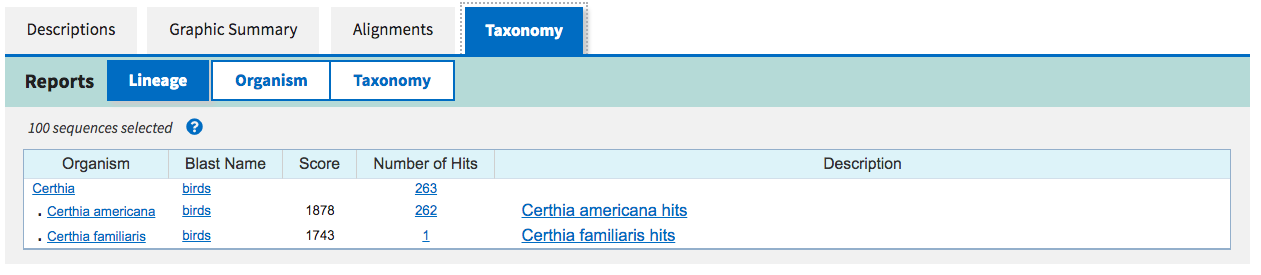 Descriptions Graphic Summary Alignments Taxonomy
Reports Lineage Organism Taxonomy
100 sequences selected ?
Organism Blast Name Score Number of Hits Description
Certhia birds 263
. Certhia americana birds 1878 262 Certhia americana hits
. Certhia familiaris birds 1743 1 Certhia familiaris hits